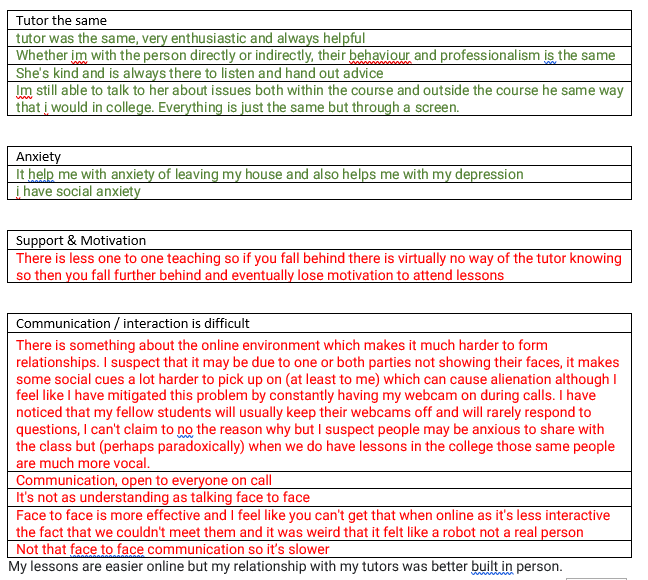 Tutor the same
tutor was the same, very enthusiastic and always helpful
Whether im with the person directly or indirectly, their behaviour and professionalism is the same
She's kind and is always there to listen and hand out advice
Im still able to talk to her about issues both within the course and outside the course he same way
that i would in college. Everything is just the same but through a screen.
Anxiety
It help me with anxiety of leaving my house and also helps me with my depression
i have social anxiety
Support & Motivation
There is less one to one teaching so if you fall behind there is virtually no way of the tutor knowing
so then you fall further behind and eventually lose motivation to attend lessons
Communication / interaction is difficult
There is something about the online environment which makes it much harder to form
relationships. I suspect that it may be due to one or both parties not showing their faces, it makes
some social cues a lot harder to pick up on (at least to me) which can cause alienation although I
feel like I have mitigated this problem by constantly having my webcam on during calls. I have
noticed that my fellow students will usually keep their webcams off and will rarely respond to
questions, I can't claim to no the reason why but I suspect people may be anxious to share with
the class but (perhaps paradoxically) when we do have lessons in the college those same people
are much more vocal.
Communication, open to everyone on call
It's not as understanding as talking face to face
Face to face is more effective and I feel like you can't get that when online as it's less interactive
the fact that we couldn't meet them and it was weird that it felt like a robot not a real person
Not that face to face communication so it's slower
My lessons are easier online but my relationship with my tutors was better built in person.